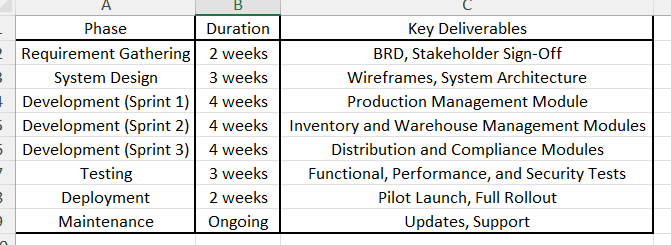 A B C
Phase Duration Key Deliverables
Requirement Gathering 2 weeks BRD, Stakeholder Sign-Off
System Design 3 weeks Wireframes, System Architecture
Development (Sprint 1) 4 weeks Production Management Module
Development (Sprint 2) 4 weeks Inventory and Warehouse Management Modules
Development (Sprint 3) 4 weeks Distribution and Compliance Modules
Testing 3 weeks Functional, Performance, and Security Tests
Deployment 2 weeks Pilot Launch, Full Rollout
Maintenance Ongoing Updates, Support